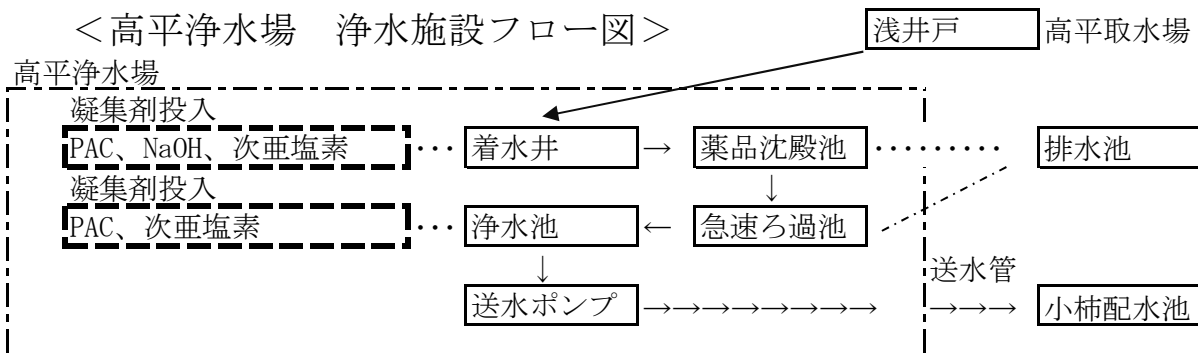 ＜高平浄水場　浄水施設フロー図＞
浅井戸 高平取水場
高平浄水場
凝集剤投入
PAC、NaOH、次亜塩素 ･･･ 着水井 → 薬品沈殿池 ･････････ 排水池
凝集剤投入 ↓
PAC、次亜塩素 ･･･ 浄水池 ← 急速ろ過池
↓ 送水管
送水ポンプ →→→→→→→→ →→→ 小柿配水池